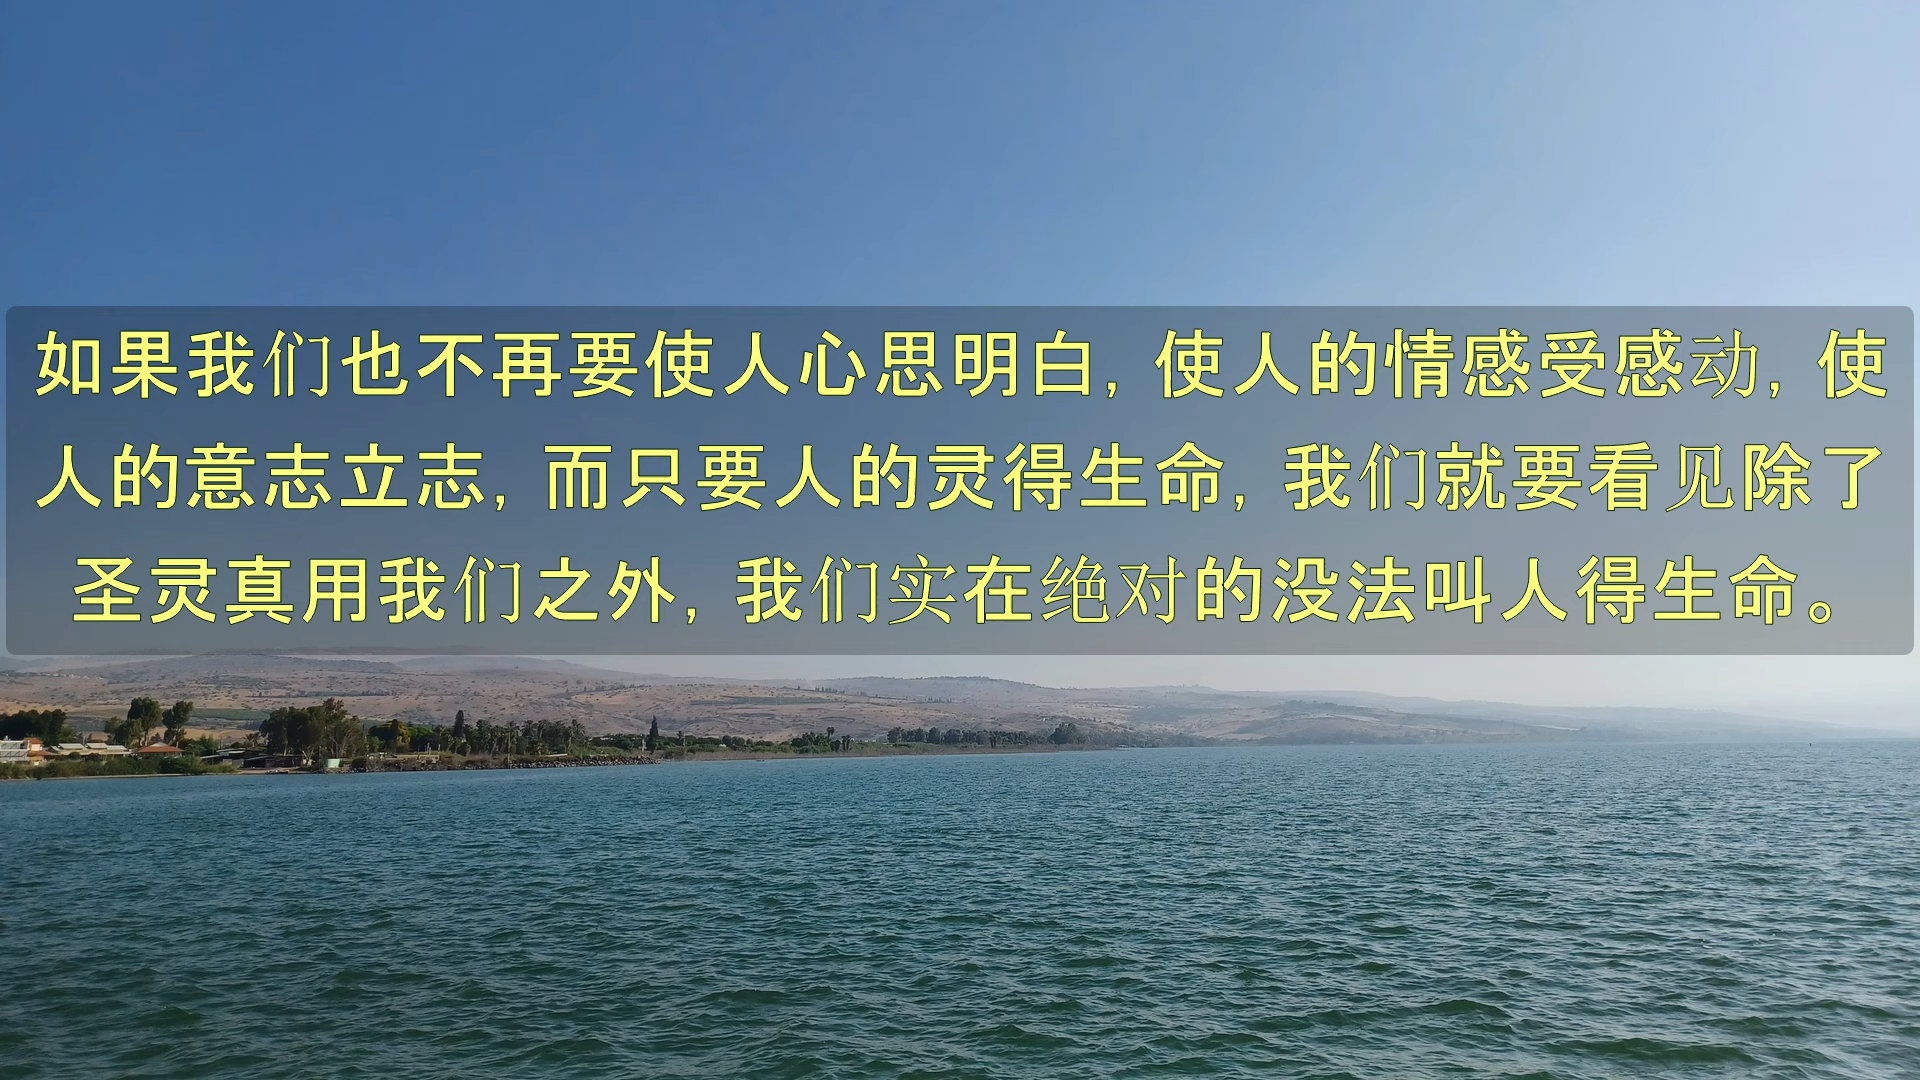 如果我们也不再要使人心思明白，使人的情感受感动，使
人的意志立志，而只要人的灵得生命，我们就要看见除了
圣灵真用我们之外，我们实在绝对的没法叫人得生命。